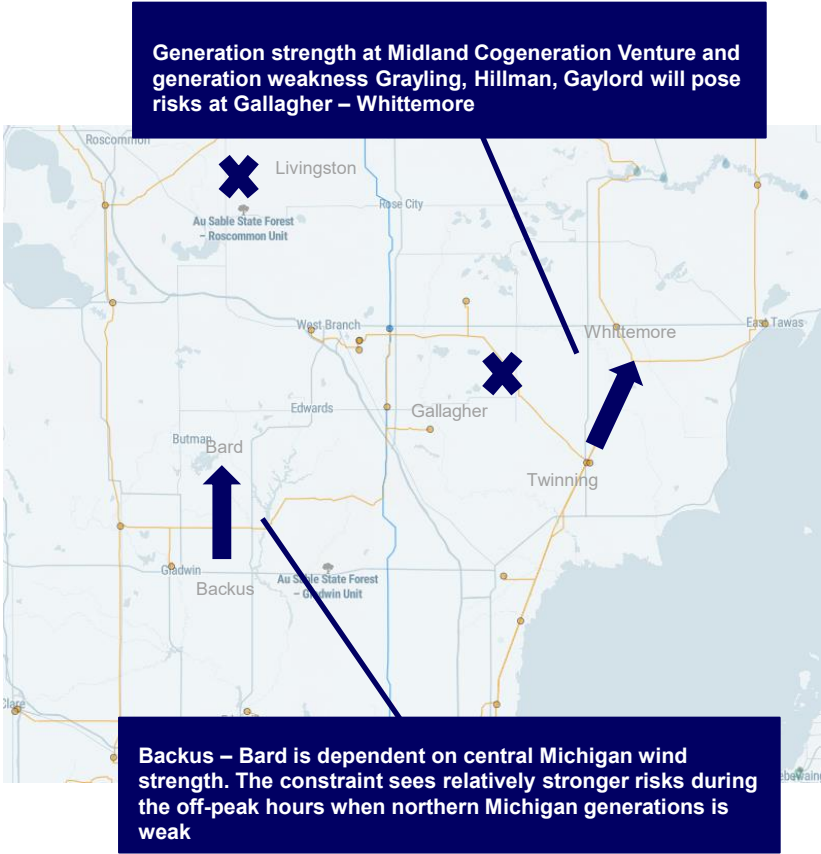 Generation strength at Midland Cogeneration Venture and
generation weakness Grayling, Hillman, Gaylord will pose
risks at Gallagher – Whittemore
Roscommon
Livingston
Rose City
Au Sable State Forest
– Roscommon Unit
West Branch
Whittemore
East Tawas
Edwards
Gallagher
Butman
Bard
Twinning
Gladwin
Backus
Au Sable State Forest
– Gladwin Unit
Clare
Backus – Bard is dependent on central Michigan wind
strength. The constraint sees relatively stronger risks during
the off-peak hours when northern Michigan generations is
weak